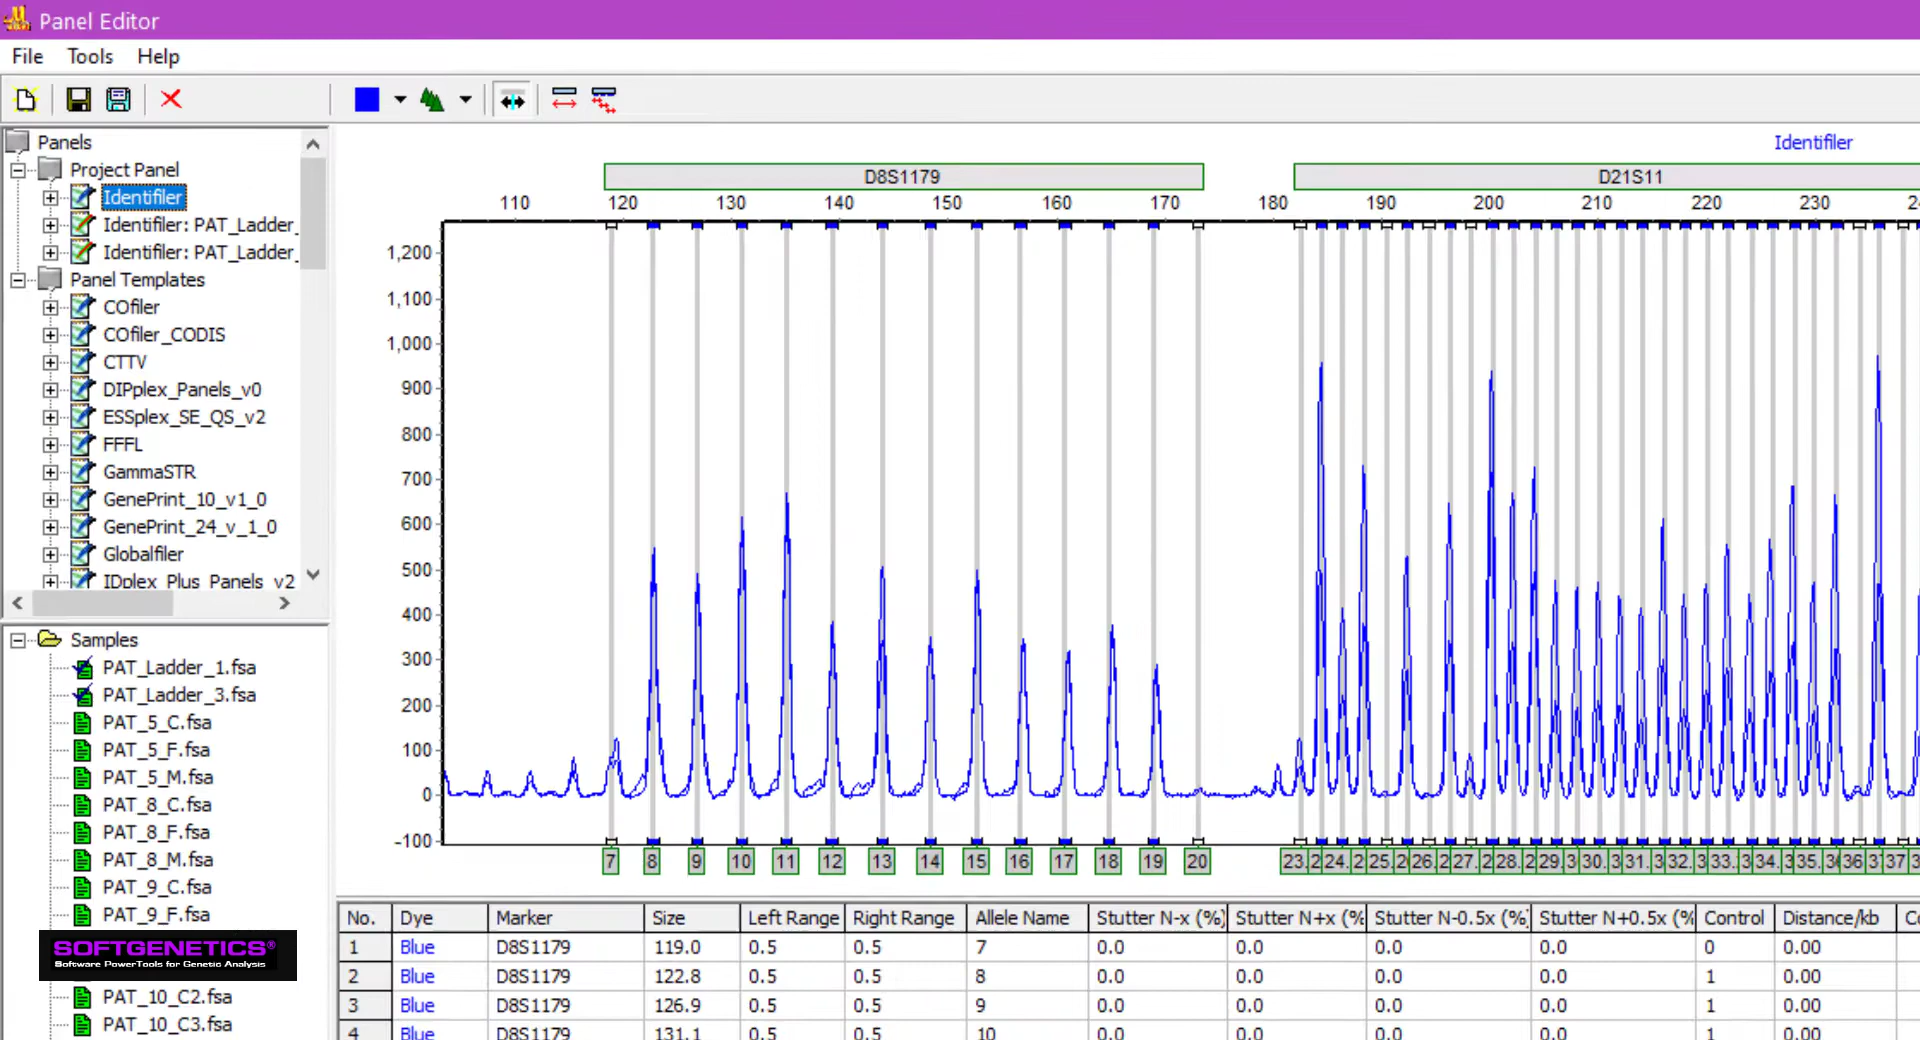 Panel Editor
File Tools Help
Panels
Project Panel
Identifiler
Identifiler: PAT_Ladder_
Identifiler: PAT_Ladder_
Panel Templates
COfiler
COfiler_CODIS
CTTV
DIPplex_Panels_v0
ESSplex_SE_QS_v2
FFFL
GammaSTR
GenePrint_10_v1_0
GenePrint_24_v_1_0
Globalfiler
IDplex_Plus_Panels_v2
Samples
PAT_Ladder_1.fsa
PAT_Ladder_3.fsa
PAT_5_C.fsa
PAT_5_F.fsa
PAT_5_M.fsa
PAT_8_C.fsa
PAT_8_F.fsa
PAT_8_M.fsa
PAT_9_C.fsa
PAT_9_F.fsa
SOFTGENETICS®
Software PowerTools for Genetic Analysis
PAT_10_C2.fsa
PAT_10_C3.fsa
Identifiler
D8S1179 D21S11
110 120 130 140 150 160 170 180 190 200 210 220 230
1,200
1,100
1,000
900
800
700
600
500
400
300
200
100
0
-100
7 8 9 10 11 12 13 14 15 16 17 18 19 20
No. Dye Marker Size Left Range Right Range Allele Name Stutter N-x (%) Stutter N+x (% Stutter N-0.5x (%) Stutter N+0.5x (% Control Distance/kb
1 Blue D8S1179 119.0 0.5 0.5 7 0.0 0.0 0.0 0.0 0 0.00
2 Blue D8S1179 122.8 0.5 0.5 8 0.0 0.0 0.0 0.0 1 0.00
3 Blue D8S1179 126.9 0.5 0.5 9 0.0 0.0 0.0 0.0 1 0.00
4 Blue D8S1179 131.1 0.5 0.5 10 0.0 0.0 0.0 0.0 1 0.00